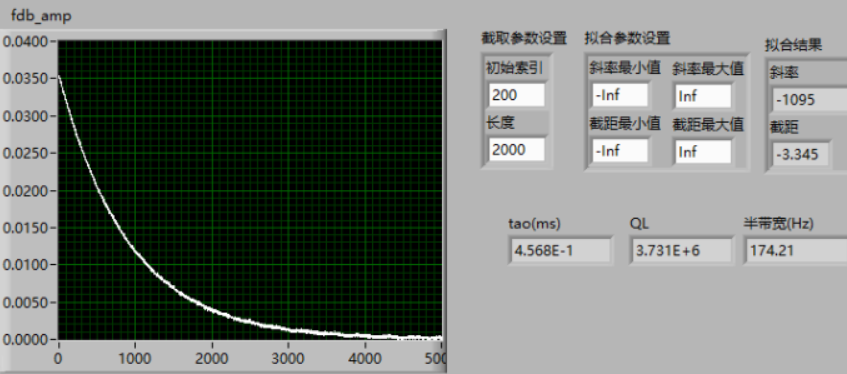 fdb_amp
0.0400
0.0350
0.0300
0.0250
0.0200
0.0150
0.0100
0.0050
0.0000
0 1000 2000 3000 4000 500
截取参数设置
初始索引
200
长度
2000
拟合参数设置
斜率最小值 斜率最大值
-Inf Inf
截距最小值 截距最大值
-Inf Inf
拟合结果
斜率
-1095
截距
-3.345
tao(ms) QL 半带宽(Hz)
4.568E-1 3.731E+6 174.21